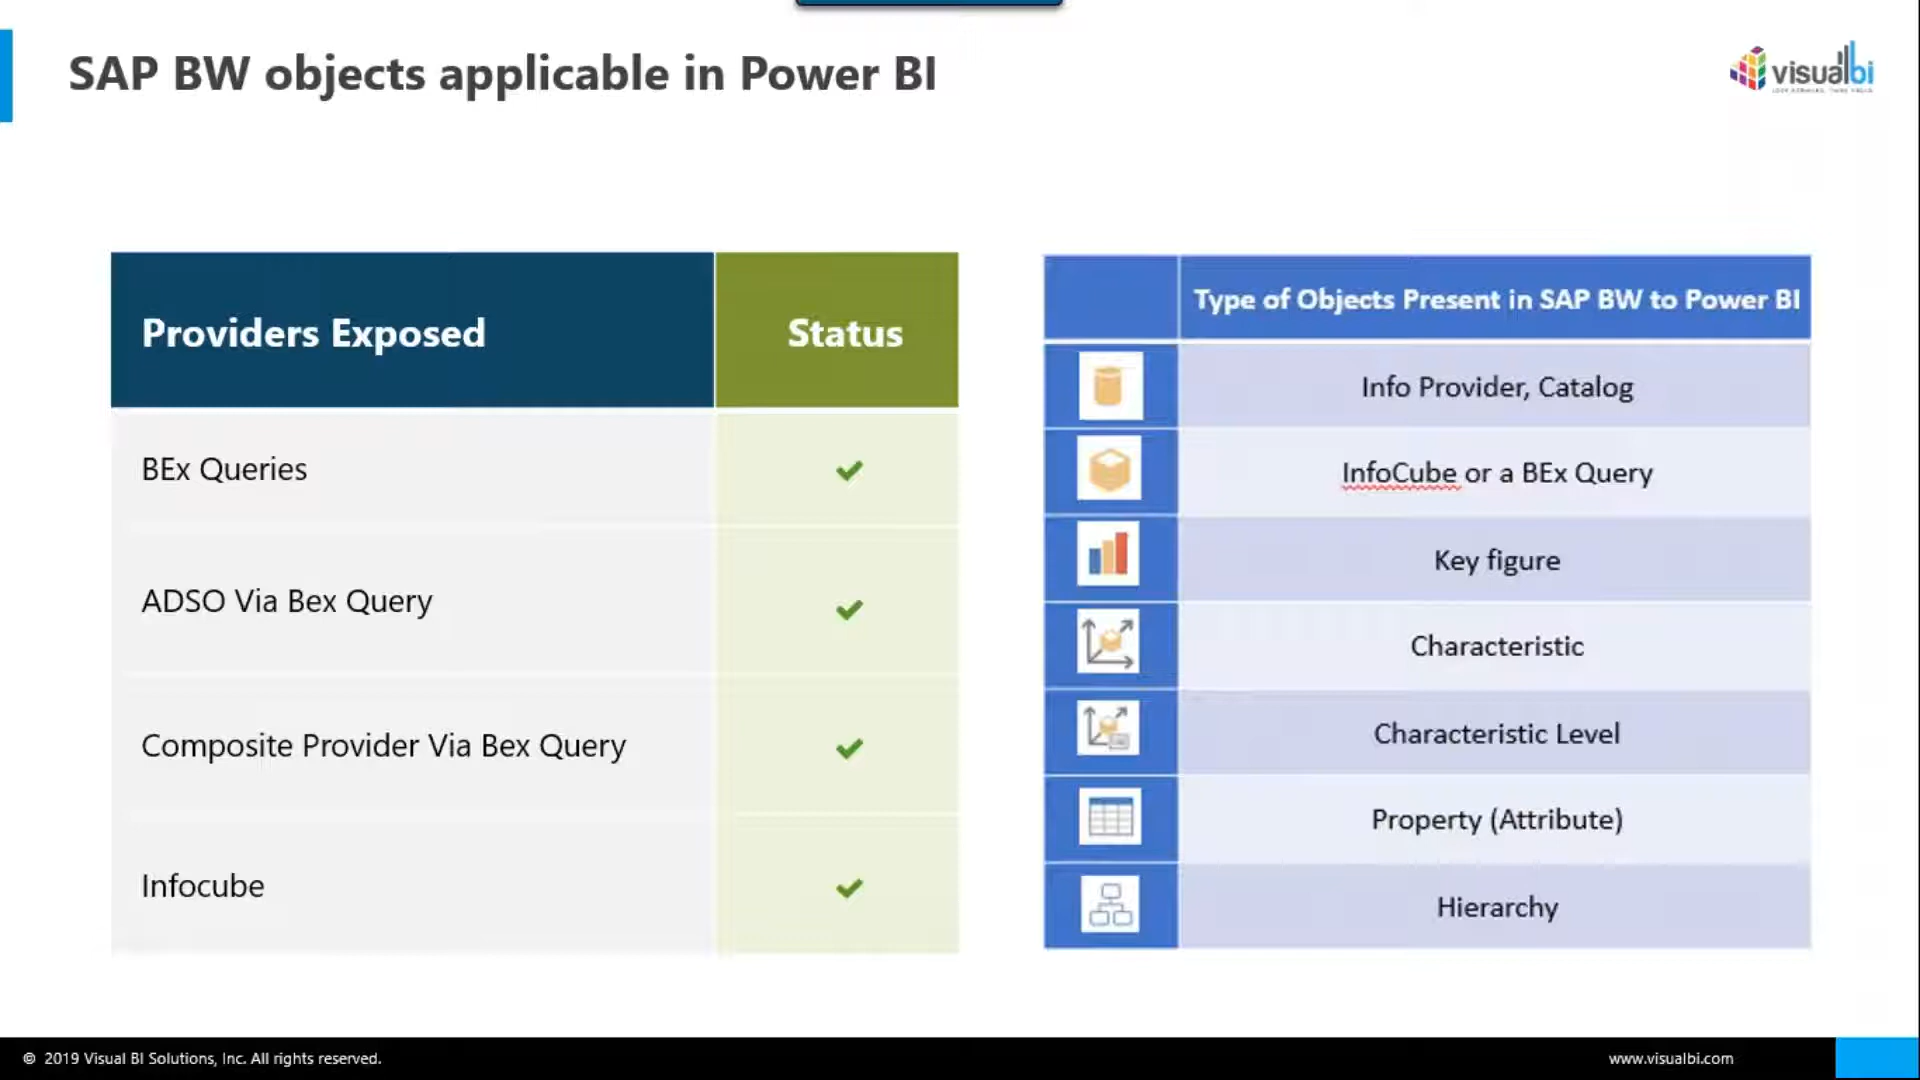 SAP BW objects applicable in Power BI
visualbi
Providers Exposed
Status
BEx Queries
ADSO Via Bex Query
Composite Provider Via Bex Query
Infocube
Type of Objects Present in SAP BW to Power BI
Info Provider, Catalog
InfoCube or a BEx Query
Key figure
Characteristic
Characteristic Level
Property (Attribute)
Hierarchy
© 2019 Visual BI Solutions, Inc. All rights reserved.
www.visualbi.com